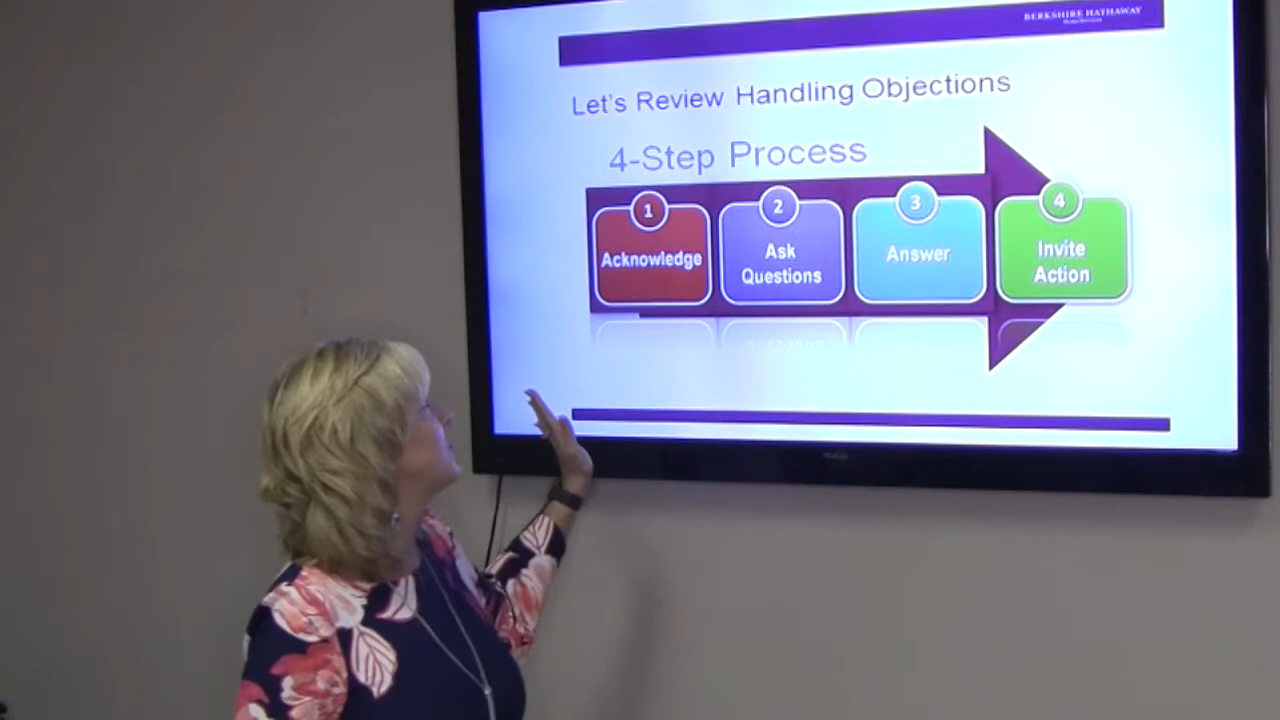 BERKSHIRE HATHAWAY
HomeServices
Let's Review Handling Objections
4-Step Process
1
Acknowledge
2
Ask
Questions
3
Answer
4
Invite
Action